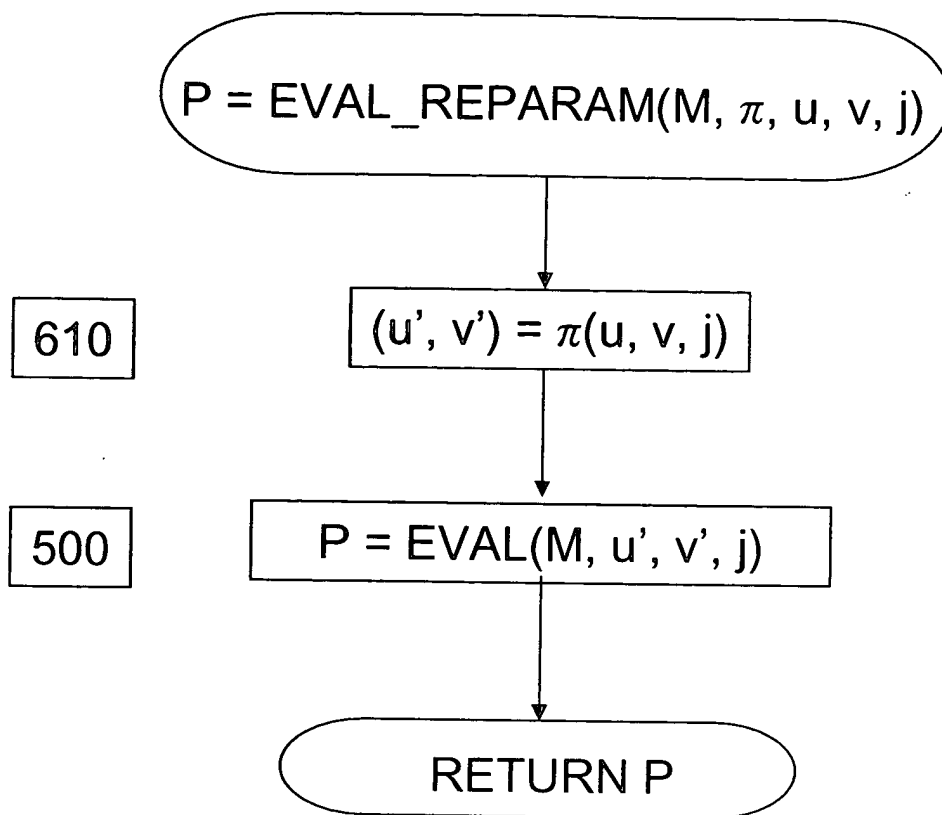 P = EVAL_REPARAM(M, π, u, v, j)
610
(u’, v’) = π(u, v, j)
500
P = EVAL(M, u’, v’, j)
RETURN P